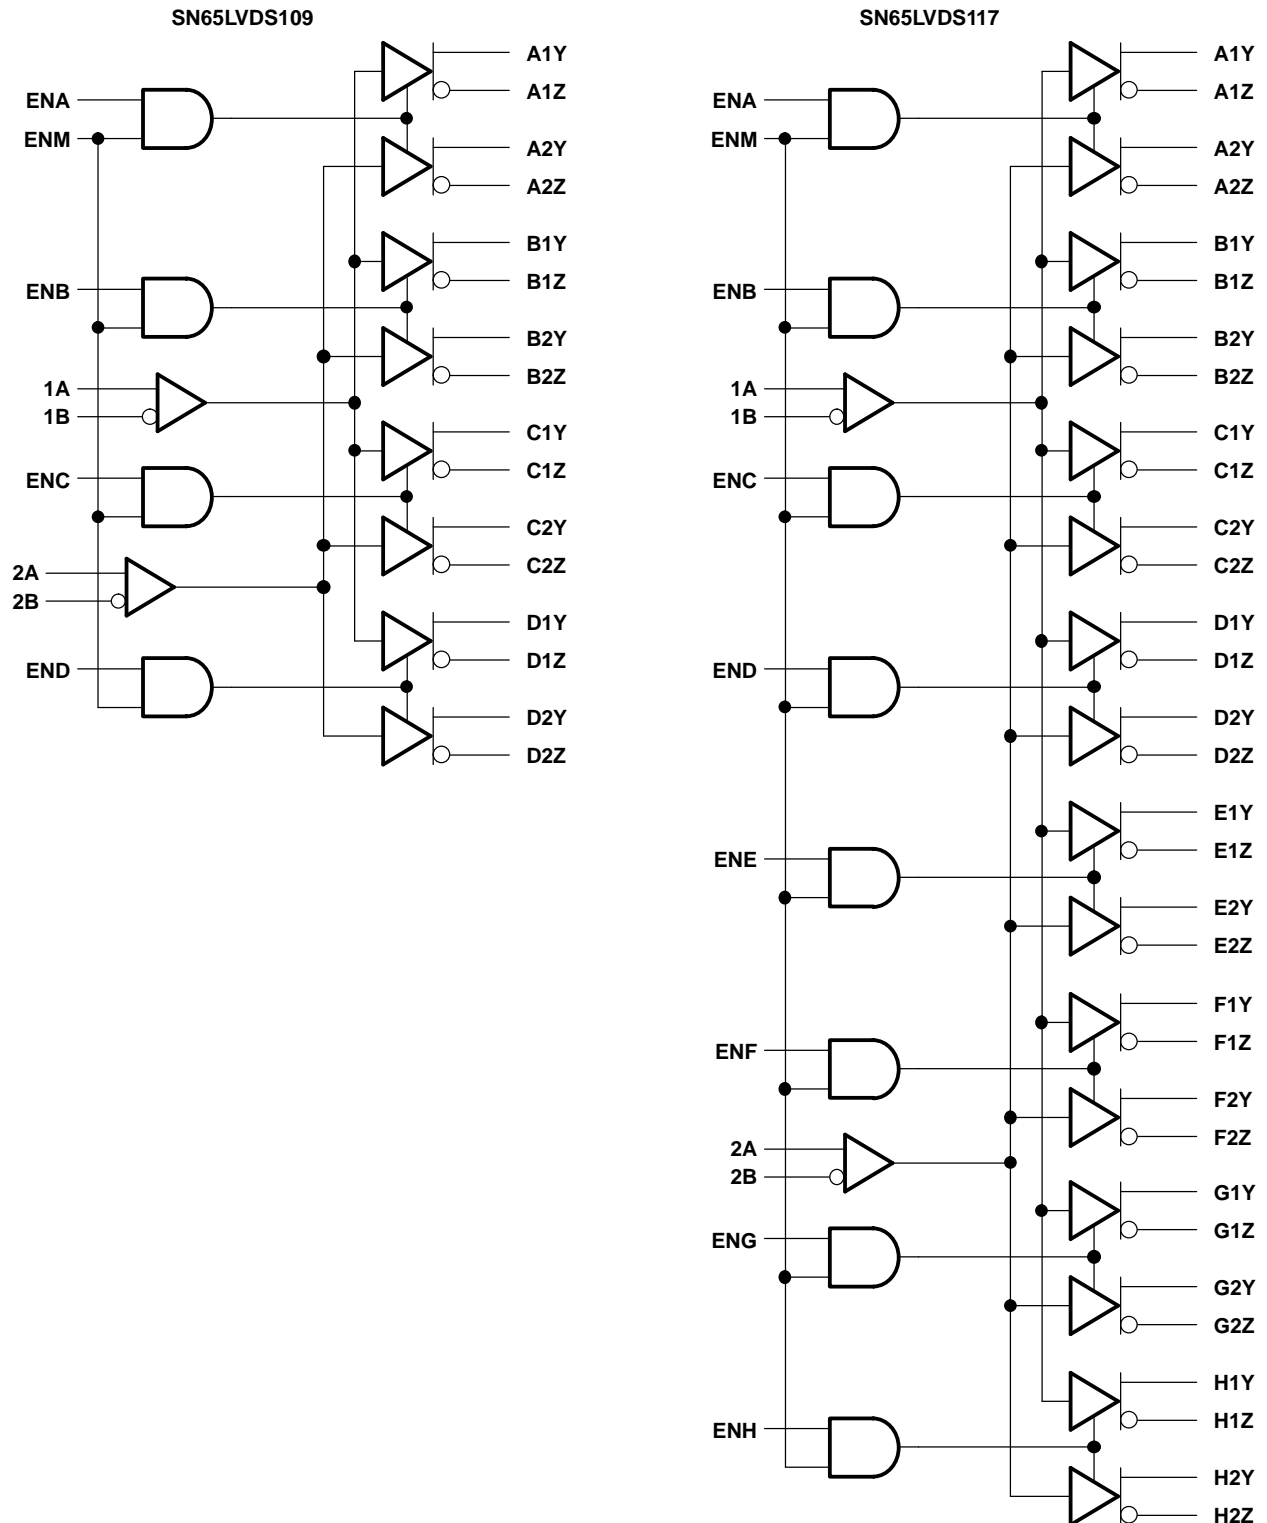 SN65LVDS109
ENA
ENM
ENB
1A
1B
ENC
2A
2B
END
A1Y
A1Z
A2Y
A2Z
B1Y
B1Z
B2Y
B2Z
C1Y
C1Z
C2Y
C2Z
D1Y
D1Z
D2Y
D2Z
SN65LVDS117
ENA
ENM
ENB
1A
1B
ENC
END
ENE
ENF
2A
2B
ENG
ENH
A1Y
A1Z
A2Y
A2Z
B1Y
B1Z
B2Y
B2Z
C1Y
C1Z
C2Y
C2Z
D1Y
D1Z
D2Y
D2Z
E1Y
E1Z
E2Y
E2Z
F1Y
F1Z
F2Y
F2Z
G1Y
G1Z
G2Y
G2Z
H1Y
H1Z
H2Y
H2Z